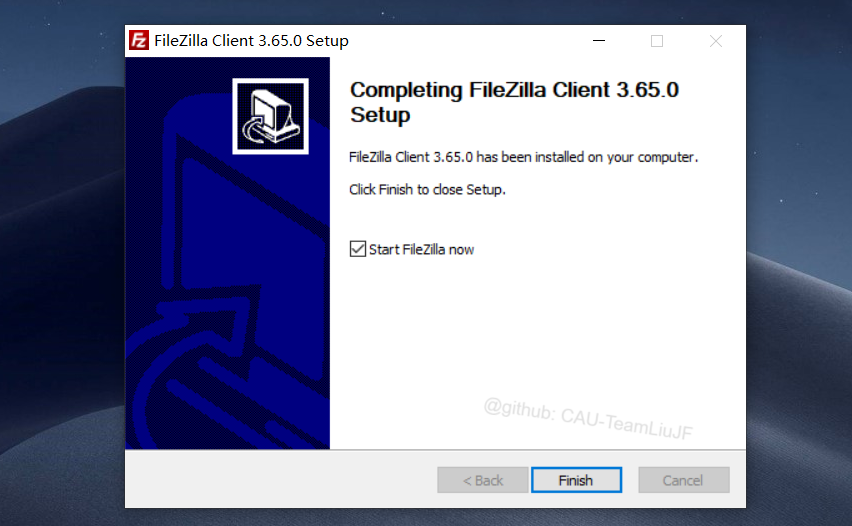 FileZilla Client 3.65.0 Setup
Completing FileZilla Client 3.65.0
Setup
FileZilla Client 3.65.0 has been installed on your computer.
Click Finish to close Setup.
Start FileZilla now
@github: CAU-TeamLiuJF
< Back
Finish
Cancel